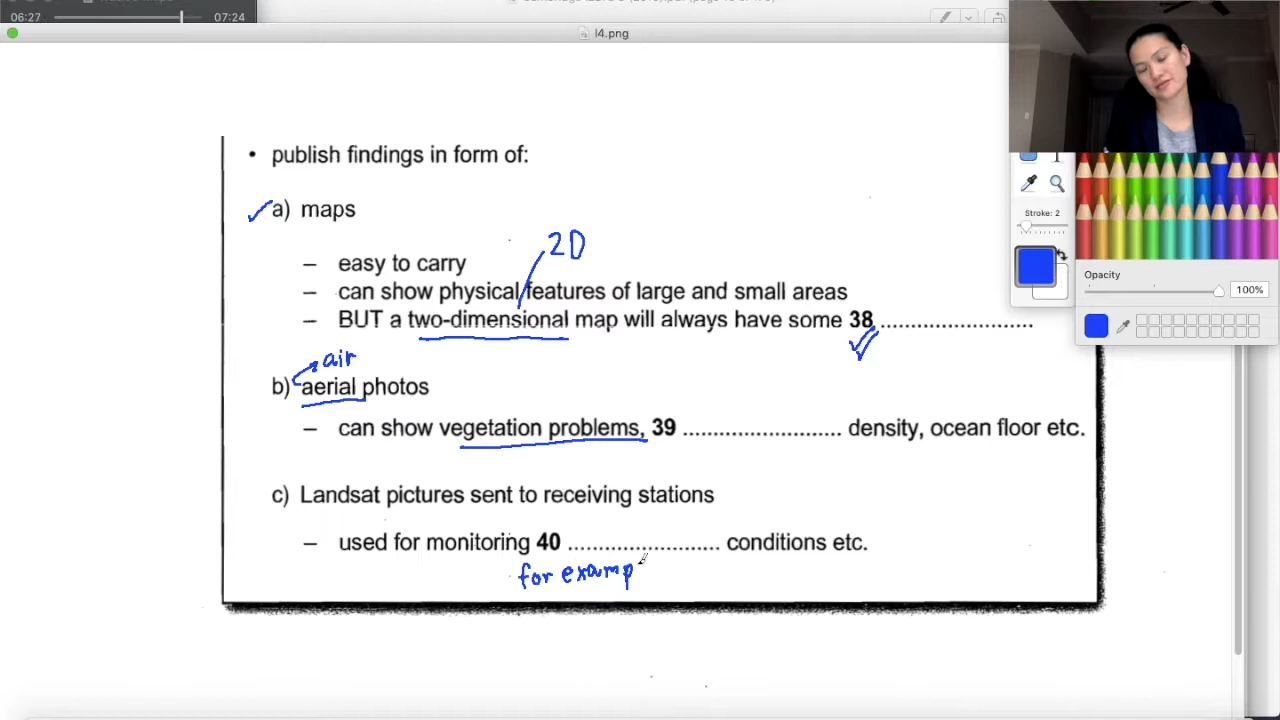 06:27
07:24
l4.png
• publish findings in form of:
a) maps
2D
– easy to carry
– can show physical features of large and small areas
– BUT a two-dimensional map will always have some 38 ..........................
air
b) aerial photos
– can show vegetation problems, 39 .......................... density, ocean floor etc.
c) Landsat pictures sent to receiving stations
– used for monitoring 40 ......................... conditions etc.
for examp
Stroke: 2
Opacity
100%